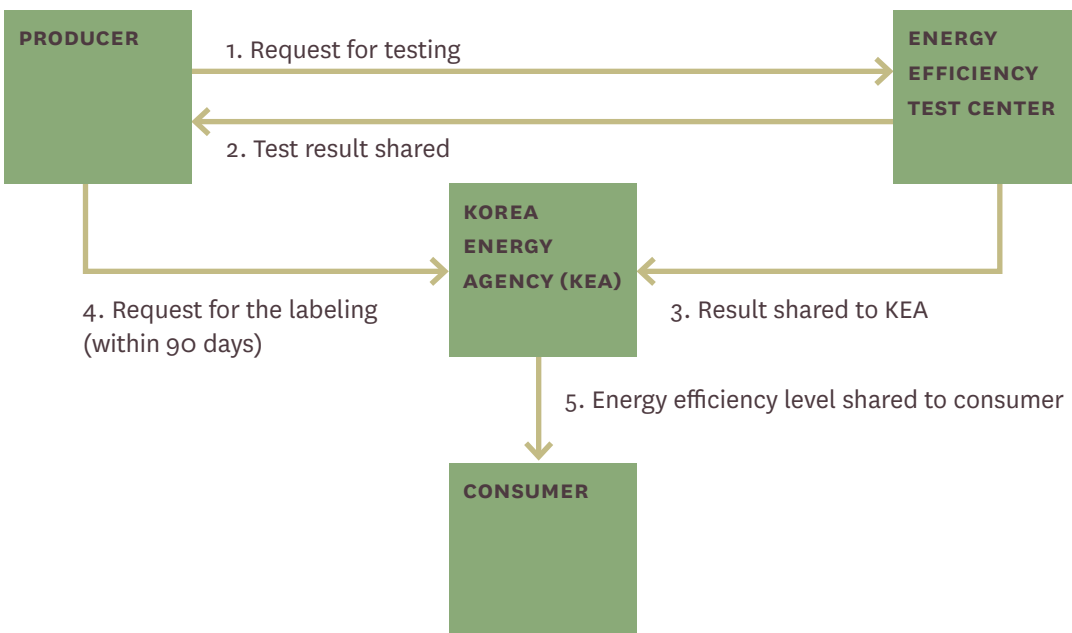 PRODUCER
1. Request for testing
ENERGY
EFFICIENCY
TEST CENTER
2. Test result shared
KOREA
ENERGY
AGENCY (KEA)
4. Request for the labeling
(within 90 days)
3. Result shared to KEA
5. Energy efficiency level shared to consumer
CONSUMER